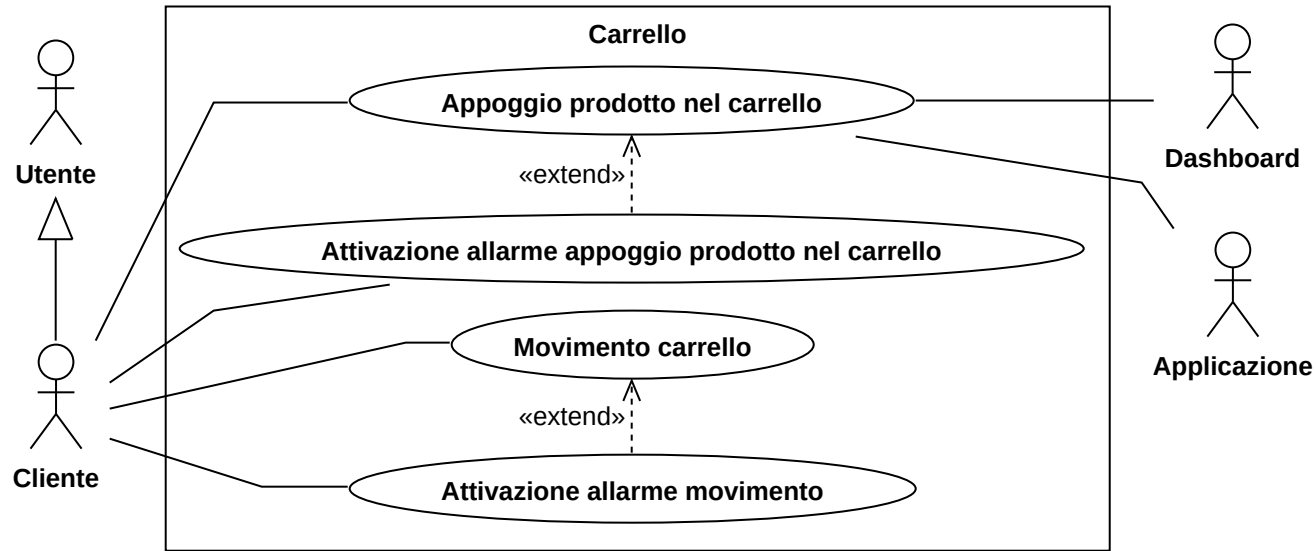 Carrello
Appoggio prodotto nel carrello
Utente
Dashboard
«extend»
Attivazione allarme appoggio prodotto nel carrello
Movimento carrello
Applicazione
«extend»
Cliente
Attivazione allarme movimento